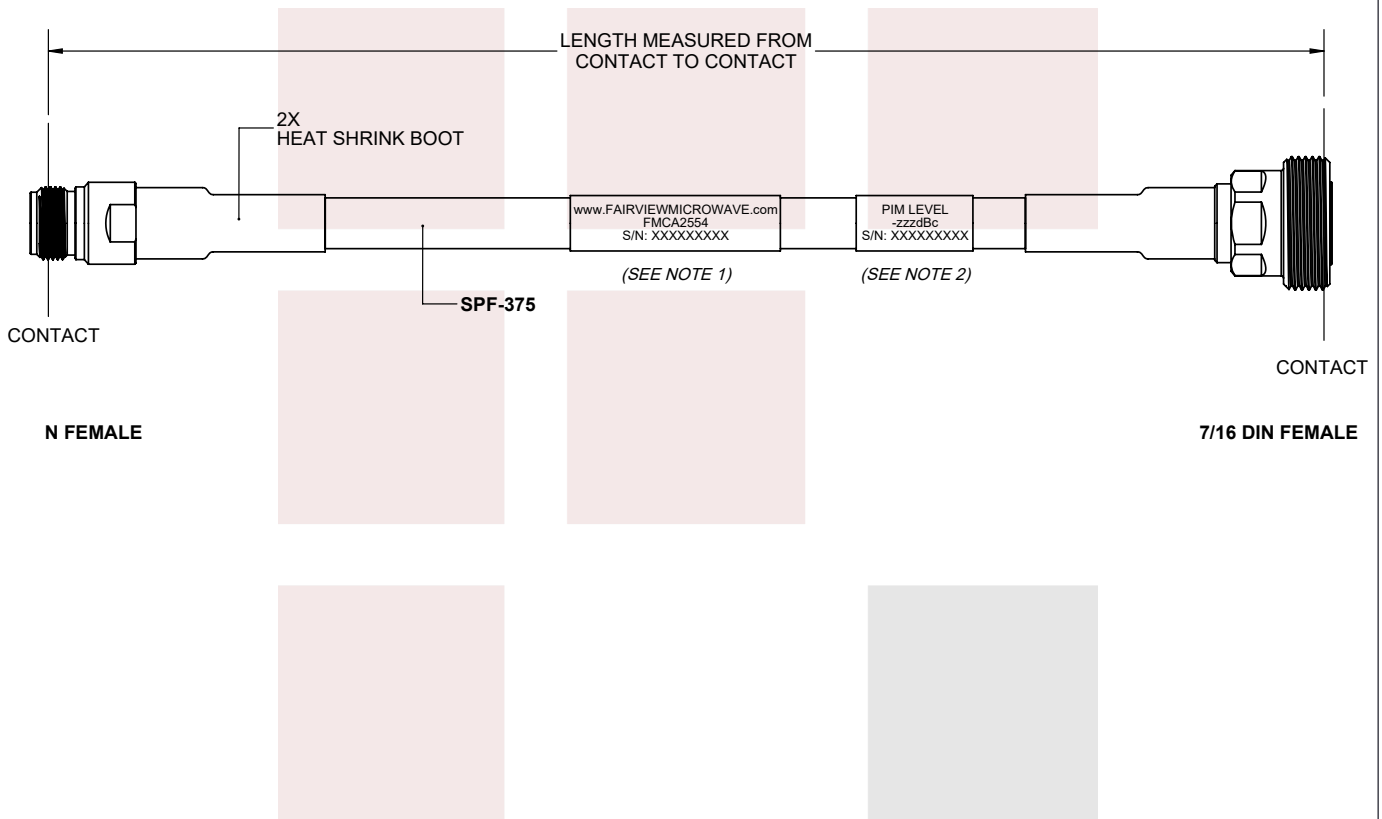 LENGTH MEASURED FROM
CONTACT TO CONTACT
2X
HEAT SHRINK BOOT
www.FAIRVIEWMICROWAVE.com
FMCA2554
S/N: XXXXXXXXX
PIM LEVEL
-zzzdBc
S/N: XXXXXXXXX
(SEE NOTE 1)
(SEE NOTE 2)
SPF-375
CONTACT
CONTACT
N FEMALE
7/16 DIN FEMALE